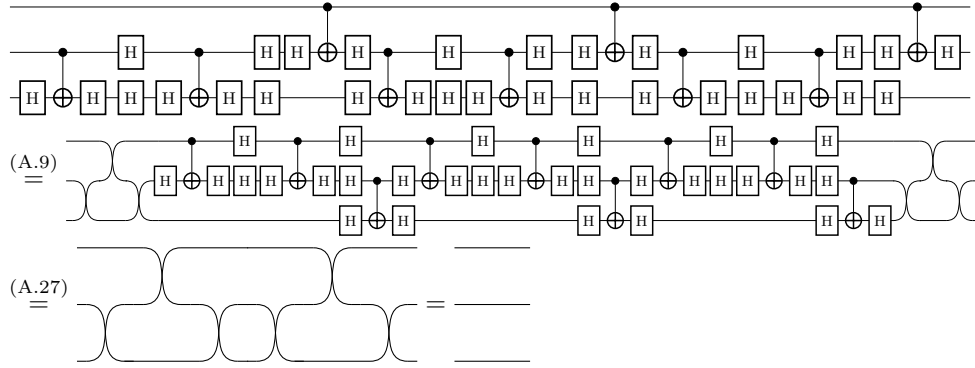 H H H H H H H H H H H H
H H H H H H H H H H H H H H H H H H
H H H H H H
(A.9)
= H H H H H H H H H H H H H H H H H H
H H H H H H
(A.27)
= =